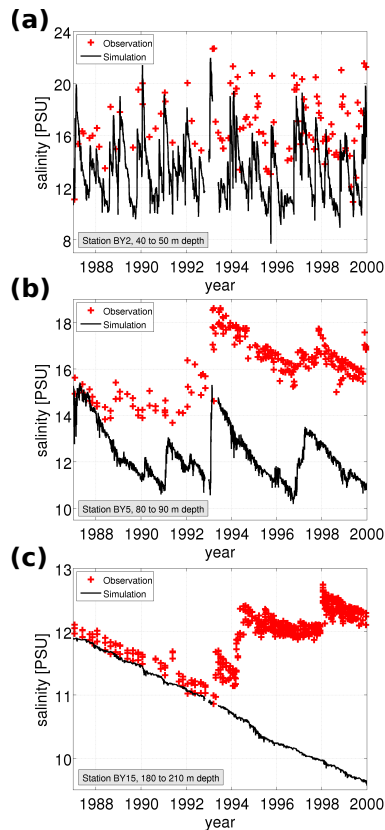 (a)
24
20
16
12
8
salinity [PSU]
Observation
Simulation
Station BY2, 40 to 50 m depth
1988 1990 1992 1994 1996 1998 2000
year
(b)
18
16
14
12
10
salinity [PSU]
Observation
Simulation
Station BY5, 80 to 90 m depth
1988 1990 1992 1994 1996 1998 2000
year
(c)
13
12
11
10
salinity [PSU]
Observation
Simulation
Station BY15, 180 to 210 m depth
1988 1990 1992 1994 1996 1998 2000
year